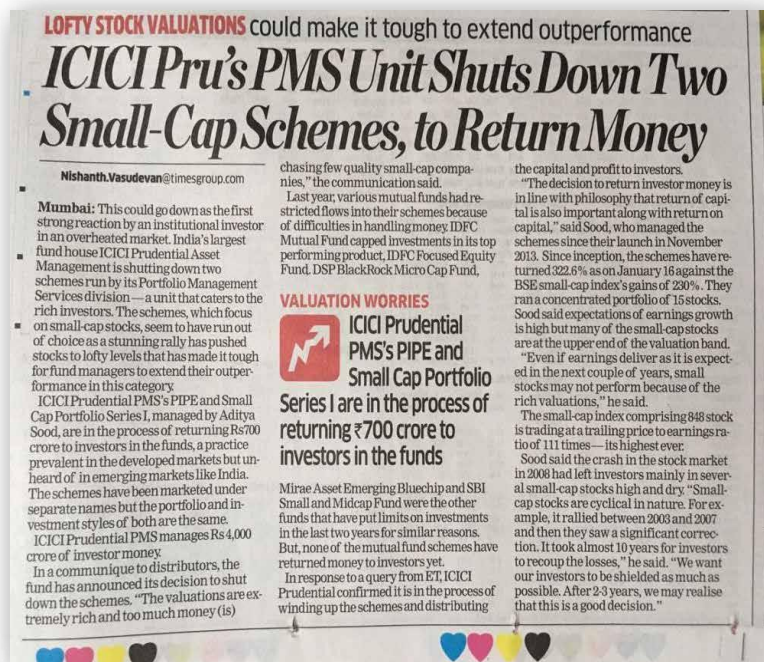 LOFTY STOCK VALUATIONS could make it tough to extend outperformance
ICICI Pru's PMS Unit Shuts Down Two
Small-Cap Schemes, to Return Money
Nishanth.Vasudevan@timesgroup.com
Mumbai: This could go down as the first
strong reaction by an institutional investor
in an overheated market. India's largest
fund house ICICI Prudential Asset
Management is shutting down two
schemes run by its Portfolio Management
Services division — a unit that caters to the
rich investors. The schemes, which focus
on small-cap stocks, seem to have run out
of choice as a stunning rally has pushed
stocks to lofty levels that has made it tough
for fund managers to extend their outper-
formance in this category.
ICICI Prudential PMS's PIPE and Small
Cap Portfolio Series I, managed by Aditya
Sood, are in the process of returning Rs700
crore to investors in the funds, a practice
prevalent in the developed markets but un-
heard of in emerging markets like India.
The schemes have been marketed under
separate names but the portfolio and in-
vestment styles of both are the same.
ICICI Prudential PMS manages Rs 4,000
crore of investor money.
In a communique to distributors, the
fund has announced its decision to shut
down the schemes. "The valuations are ex-
tremely rich and too much money (is)
chasing few quality small-cap compa-
nies," the communication said.
Last year, various mutual funds had re-
stricted flows into their schemes because
of difficulties in handling money. IDFC
Mutual Fund capped investments in its top
performing product, IDFC Focused Equity
Fund. DSP BlackRock Micro Cap Fund,
VALUATION WORRIES
ICICI Prudential
PMS's PIPE and
Small Cap Portfolio
Series I are in the process of
returning ₹700 crore to
investors in the funds
Mirae Asset Emerging Bluechip and SBI
Small and Midcap Fund were the other
funds that have put limits on investments
in the last two years for similar reasons.
But, none of the mutual fund schemes have
returned money to investors yet.
In response to a query from ET, ICICI
Prudential confirmed it is in the process of
winding up the schemes and distributing
the capital and profit to investors.
"The decision to return investor money is
in line with philosophy that return of capi-
tal is also important along with return on
capital," said Sood, who managed the
schemes since their launch in November
2013. Since inception, the schemes have re-
turned 322.6% as on January 16 against the
BSE small-cap index's gains of 230%. They
ran a concentrated portfolio of 15 stocks.
Sood said expectations of earnings growth
is high but many of the small-cap stocks
are at the upper end of the valuation band.
"Even if earnings deliver as it is expect-
ed in the next couple of years, small
stocks may not perform because of the
rich valuations," he said.
The small-cap index comprising 848 stock
is trading at a trailing price to earnings ra-
tio of 111 times — its highest ever.
Sood said the crash in the stock market
in 2008 had left investors mainly in sever-
al small-cap stocks high and dry. "Small-
cap stocks are cyclical in nature. For ex-
ample, it rallied between 2003 and 2007
and then they saw a significant correc-
tion. It took almost 10 years for investors
to recoup the losses," he said. "We want
our investors to be shielded as much as
possible. After 2-3 years, we may realise
that this is a good decision."